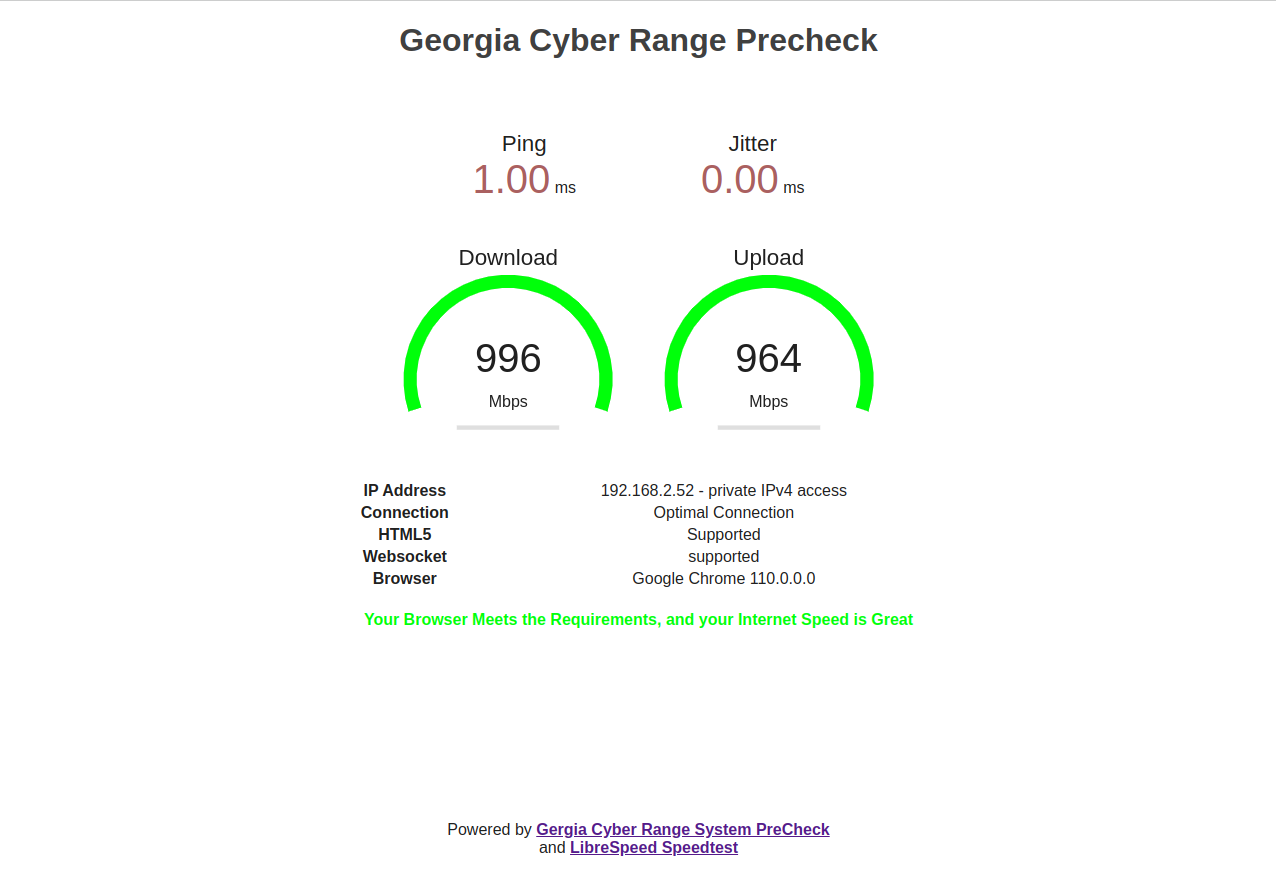 Georgia Cyber Range Precheck
Ping
1.00 ms
Jitter
0.00 ms
Download
996
Mbps
Upload
964
Mbps
IP Address 192.168.2.52 - private IPv4 access
Connection Optimal Connection
HTML5 Supported
Websocket supported
Browser Google Chrome 110.0.0.0
Your Browser Meets the Requirements, and your Internet Speed is Great
Powered by Gergia Cyber Range System PreCheck
and LibreSpeed Speedtest